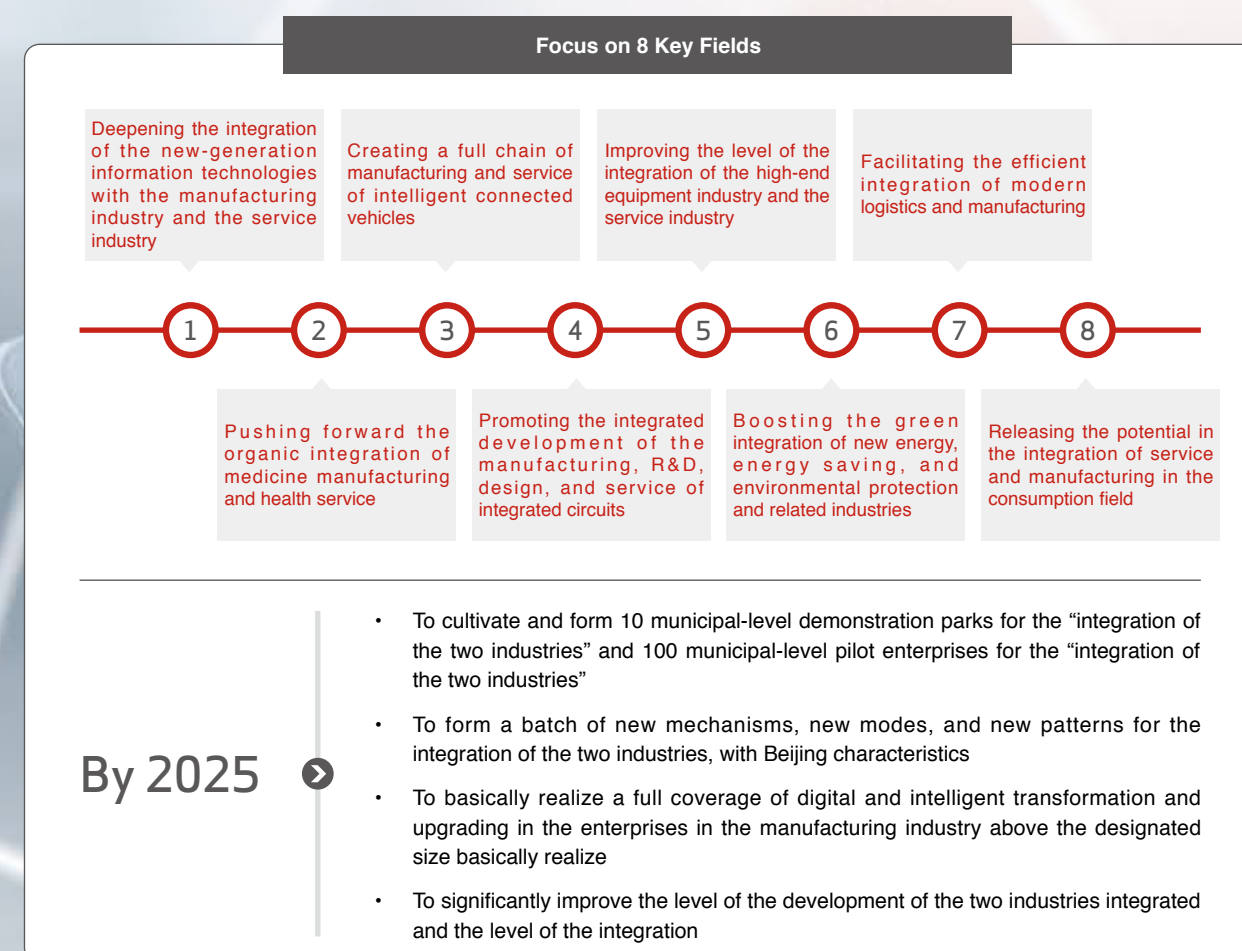 Focus on 8 Key Fields
Deepening the integration
of the new-generation
information technologies
with the manufacturing
industry and the service
industry
Creating a full chain of
manufacturing and service
of intelligent connected
vehicles
Improving the level of the
integration of the high-end
equipment industry and the
service industry
Facilitating the efficient
integration of modern
logistics and manufacturing
1
2
3
4
5
6
7
8
Pushing forward the
organic integration of
medicine manufacturing
and health service
Promoting the integrated
development of the
manufacturing, R&D,
design, and service of
integrated circuits
Boosting the green
integration of new energy,
energy saving, and
environmental protection
and related industries
Releasing the potential in
the integration of service
and manufacturing in the
consumption field
By 2025
• To cultivate and form 10 municipal-level demonstration parks for the “integration of
the two industries” and 100 municipal-level pilot enterprises for the “integration of
the two industries”
• To form a batch of new mechanisms, new modes, and new patterns for the
integration of the two industries, with Beijing characteristics
• To basically realize a full coverage of digital and intelligent transformation and
upgrading in the enterprises in the manufacturing industry above the designated
size basically realize
• To significantly improve the level of the development of the two industries integrated
and the level of the integration